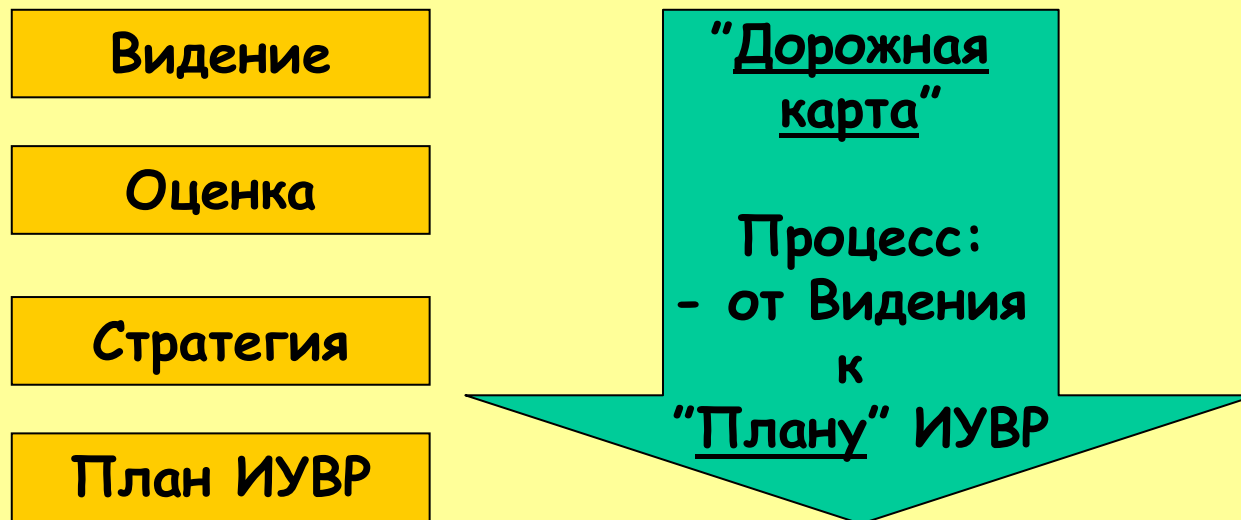 Видение
Оценка
Стратегия
План ИУВР
"Дорожная
карта"
Процесс:
- от Видения
к
"Плану" ИУВР